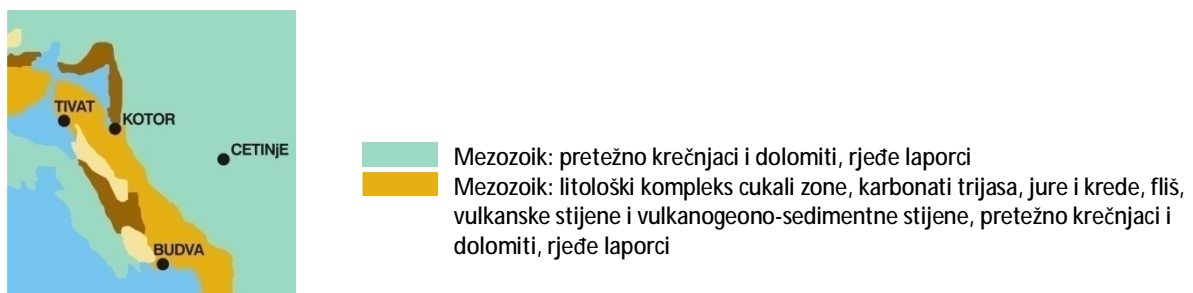 TIVAT
KOTOR
CETINjE
BUDVA
Mezozoik: pretežno krečnjaci i dolomiti, rjeđe laporci
Mezozoik: litološki kompleks cukali zone, karbonati trijasa, jure i krede, fliš,
vulkanske stijene i vulkanogeono-sedimentne stijene, pretežno krečnjaci i
dolomiti, rjeđe laporci